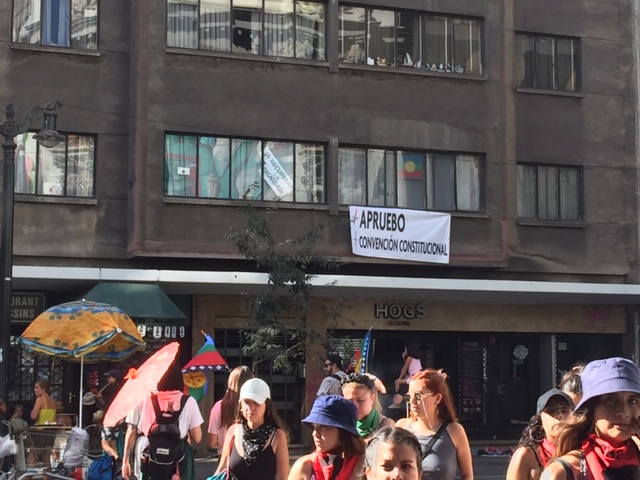 +APRUEBO
+CONVENCIÓN CONSTITUCIONAL
HOGS